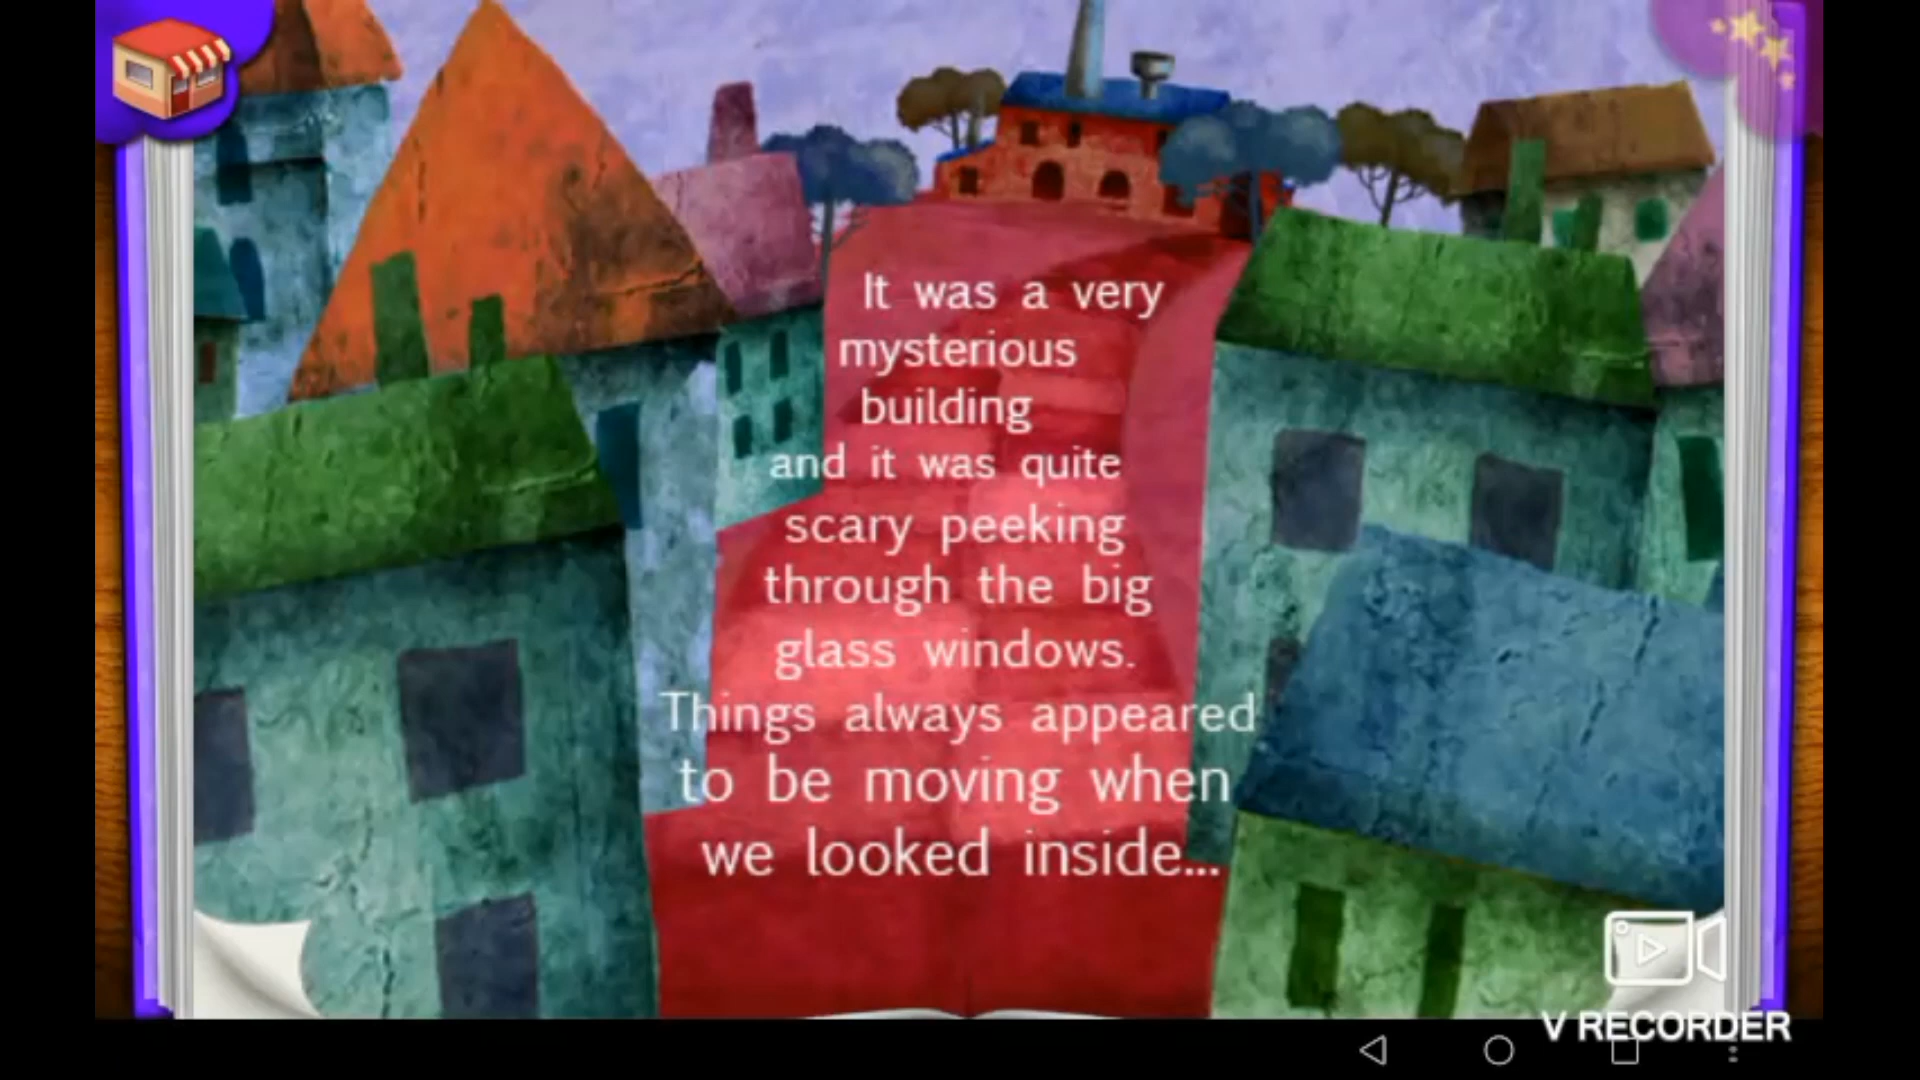 It was a very
mysterious
building
and it was quite
scary peeking
through the big
glass windows.
Things always appeared
to be moving when
we looked inside...
V RECORDER